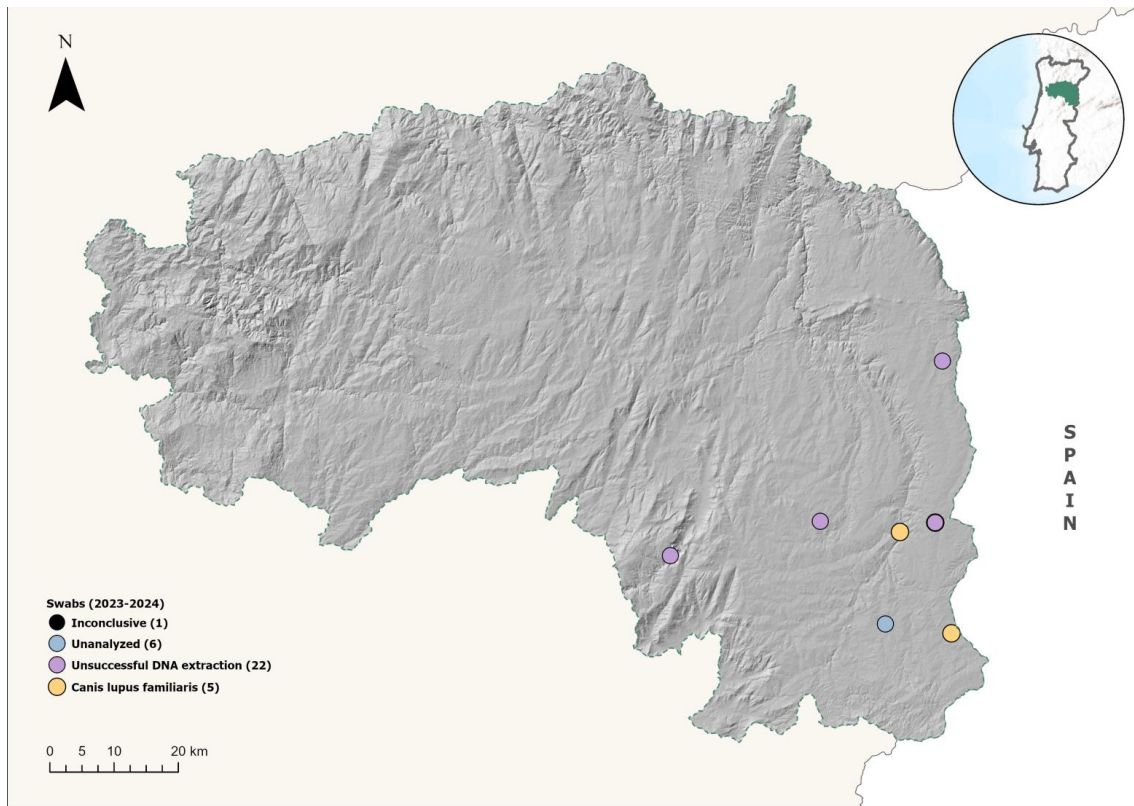 N
S
P
A
I
N
Swabs (2023-2024)
Inconclusive (1)
Unanalyzed (6)
Unsuccessful DNA extraction (22)
Canis lupus familiaris (5)
0 5 10 20 km